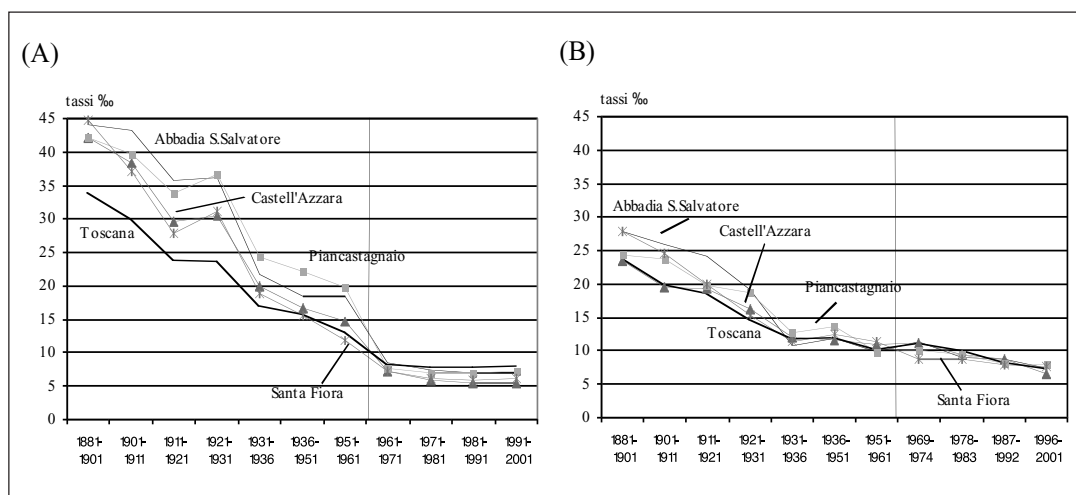 (A)
tassi ‰
45
40
35
30
25
20
15
10
5
0
Abbadia S.Salvatore
Castell'Azzara
Toscana
Piancastagnaio
Santa Fiora
1881- 1901- 1911- 1921- 1931- 1936- 1951- 1961- 1971- 1981- 1991-
1901 1911 1921 1931 1936 1951 1961 1971 1981 1991 2001
(B)
tassi ‰
45
40
35
30
25
20
15
10
5
0
Abbadia S.Salvatore
Castell'Azzara
Piancastagnaio
Toscana
Santa Fiora
1881- 1901- 1911- 1921- 1931- 1936- 1951- 1969- 1978- 1987- 1996-
1901 1911 1921 1931 1936 1951 1961 1974 1983 1992 2001